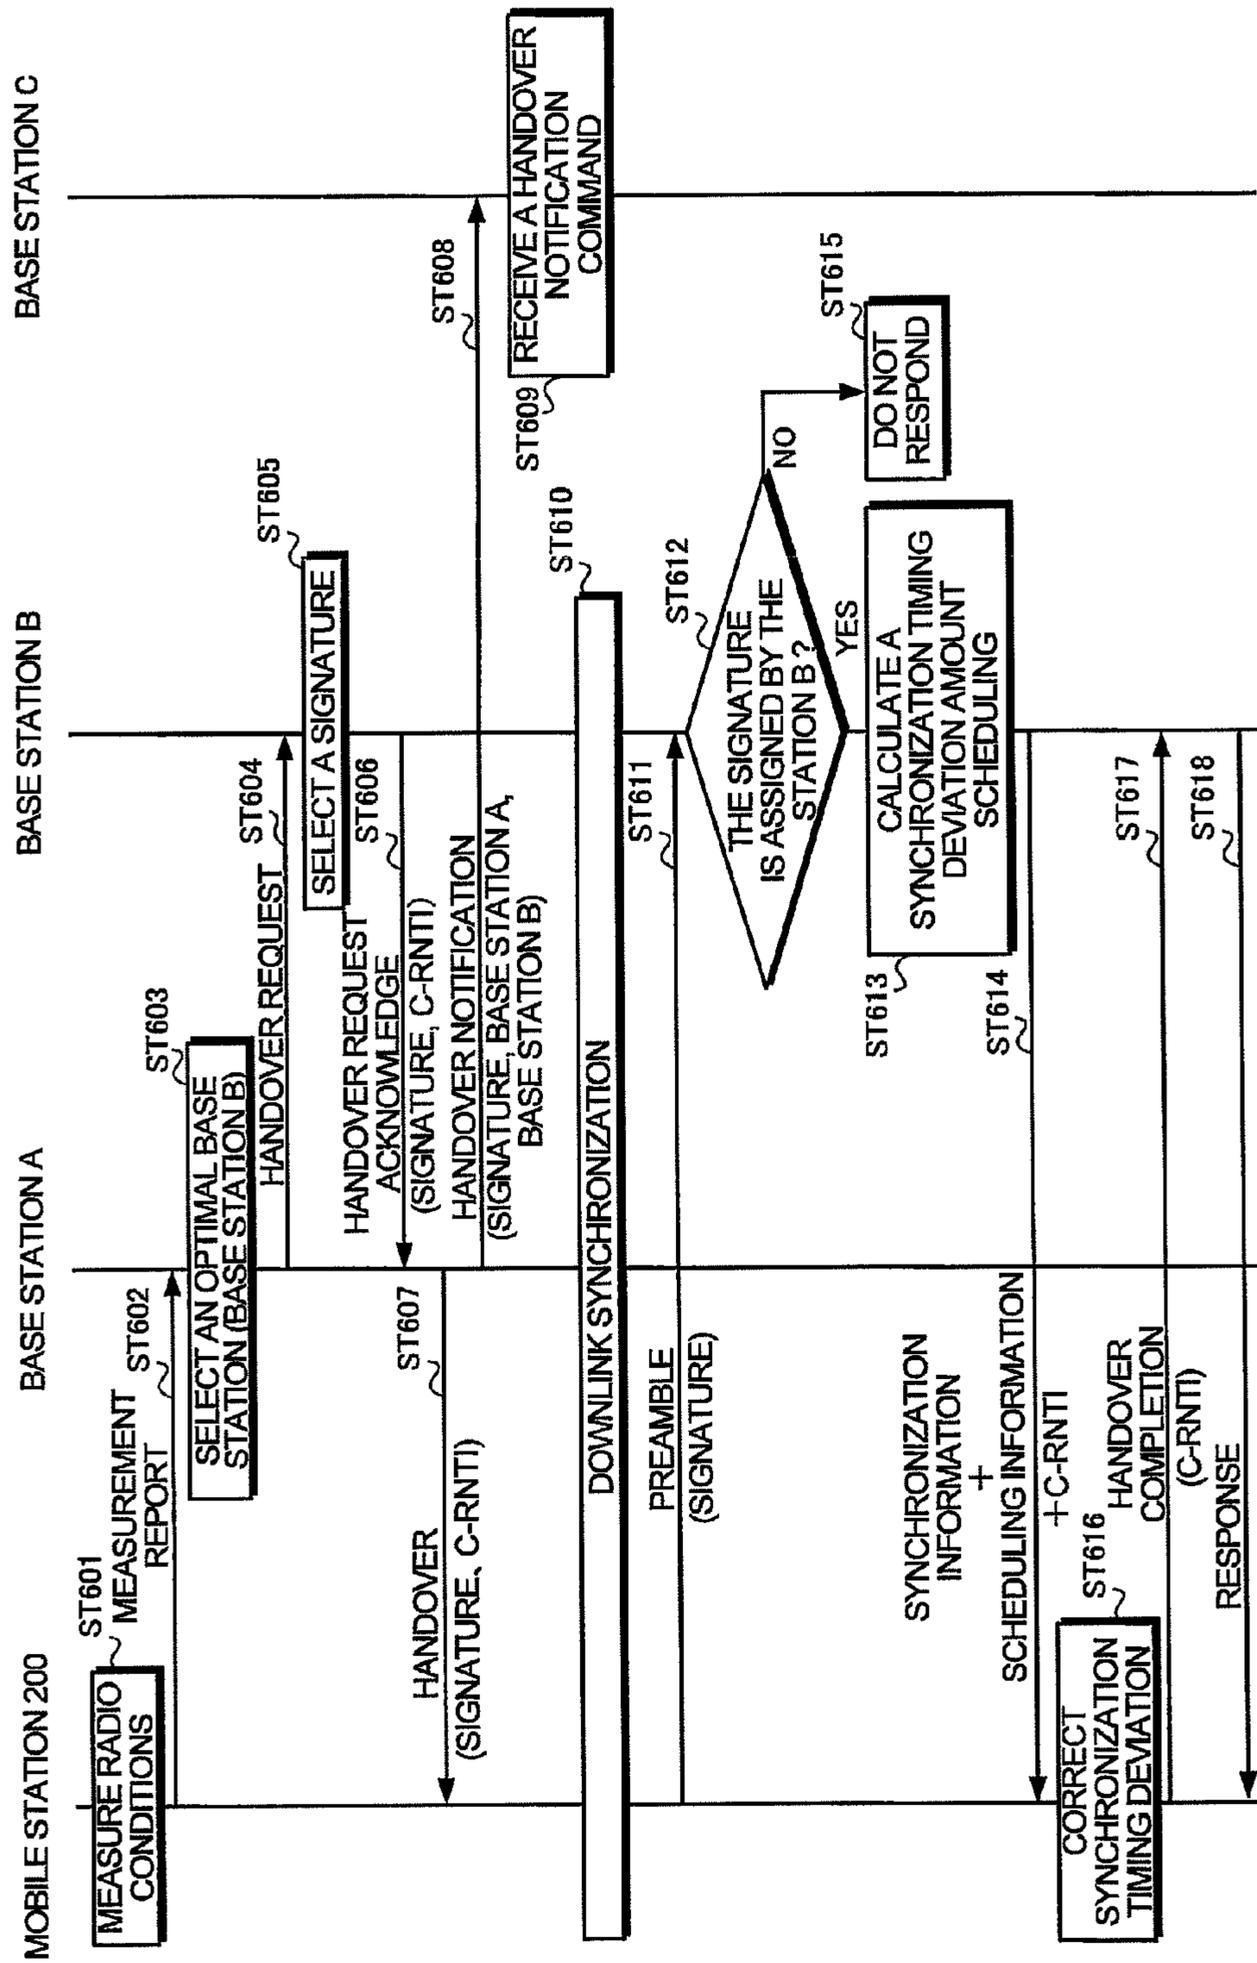 MOBILE STATION 200
BASE STATION A
BASE STATION B
BASE STATION C
ST601
MEASURE RADIO
CONDITIONS
MEASUREMENT
REPORT
ST602
ST603
SELECT AN OPTIMAL BASE
STATION (BASE STATION B)
HANDOVER REQUEST
ST604
ST605
SELECT A SIGNATURE
ST606
HANDOVER REQUEST
ACKNOWLEDGE
(SIGNATURE, C-RNTI)
ST607
HANDOVER
(SIGNATURE、C-RNTI)
ST608
HANDOVER NOTIFICATION
(SIGNATURE, BASE STATION A,
BASE STATION B)
ST609
RECEIVE A HANDOVER
NOTIFICATION
COMMAND
ST610
DOWNLINK SYNCHRONIZATION
ST611
PREAMBLE
(SIGNATURE)
ST612
THE SIGNATURE
IS ASSIGNED BY THE
STATION B?
NO
YES
ST615
DO NOT
RESPOND
ST613
CALCULATE A
SYNCHRONIZATION TIMING
DEVIATION AMOUNT
SCHEDULING
ST614
SYNCHRONIZATION
INFORMATION
+
SCHEDULING INFORMATION
+C-RNTI
ST616
CORRECT
SYNCHRONIZATION
TIMING DEVIATION
ST617
HANDOVER
COMPLETION
(C-RNTI)
ST618
RESPONSE